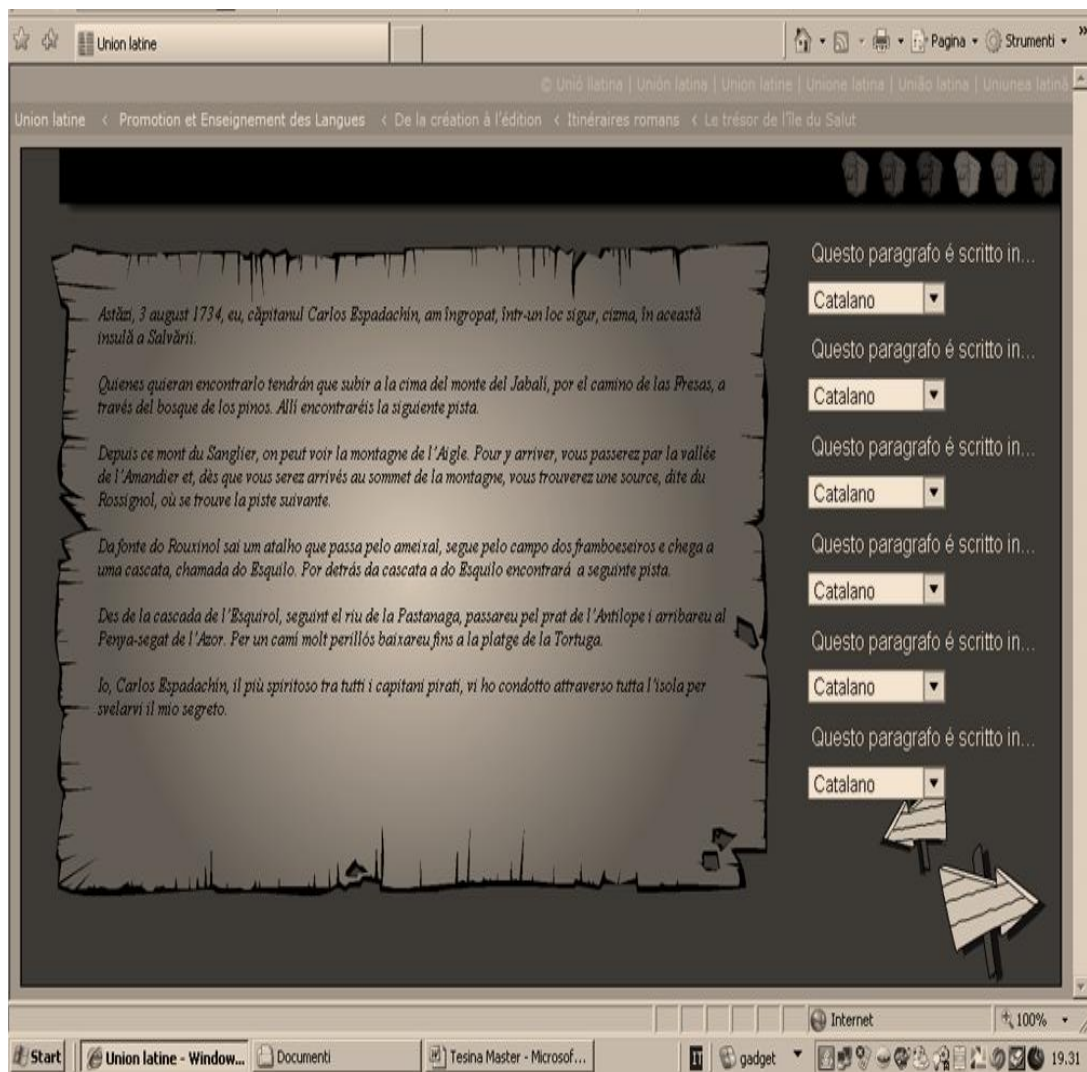 Union latine
Pagina
Strumenti
»
© Unió llatina | Unión latina | Union latine | Unione latina | União latina | Uniunea latină
Union latine < Promotion et Enseignement des Langues < De la création à l'édition < Itinéraires romans < Le trésor de l'île du Salut
Astăzi, 3 august 1734, eu, căpitanul Carlos Espadachín, am îngropat, într-un loc sigur, cizma, în această
insulă a Salvării.
Quienes quieran encontrarlo tendrán que subir a la cima del monte del Jabalí, por el camino de las Fresas, a
través del bosque de los pinos. Allí encontraréis la siguiente pista.
Depuis ce mont du Sanglier, on peut voir la montagne de l'Aigle. Pour y arriver, vous passerez par la vallée
de l'Amandier et, dès que vous serez arrivés au sommet de la montagne, vous trouverez une source, dite du
Rossignol, où se trouve la piste suivante.
Da fonte do Rouxinol sai um atalho que passa pelo ameixal, segue pelo campo dos framboeseiros e chega a
uma cascata, chamada do Esquilo. Por detrás da cascata a do Esquilo encontrará a seguinte pista.
Des de la cascada de l'Esquirol, seguint el riu de la Pastanaga, passareu pel prat de l'Antílope i arribareu al
Penya-segat de l'Azor. Per un camí molt perillós baixareu fins a la platge de la Tortuga.
Io, Carlos Espadachín, il più spiritoso tra tutti i capitani pirati, vi ho condotto attraverso tutta l'isola per
svelarvi il mio segreto.
Questo paragrafo é scritto in...
Catalano
Questo paragrafo é scritto in...
Catalano
Questo paragrafo é scritto in...
Catalano
Questo paragrafo é scritto in...
Catalano
Questo paragrafo é scritto in...
Catalano
Questo paragrafo é scritto in...
Catalano
Internet
100%
Start
Union latine - Window...
Documenti
Tesina Master - Microsof...
IT
gadget
19.31